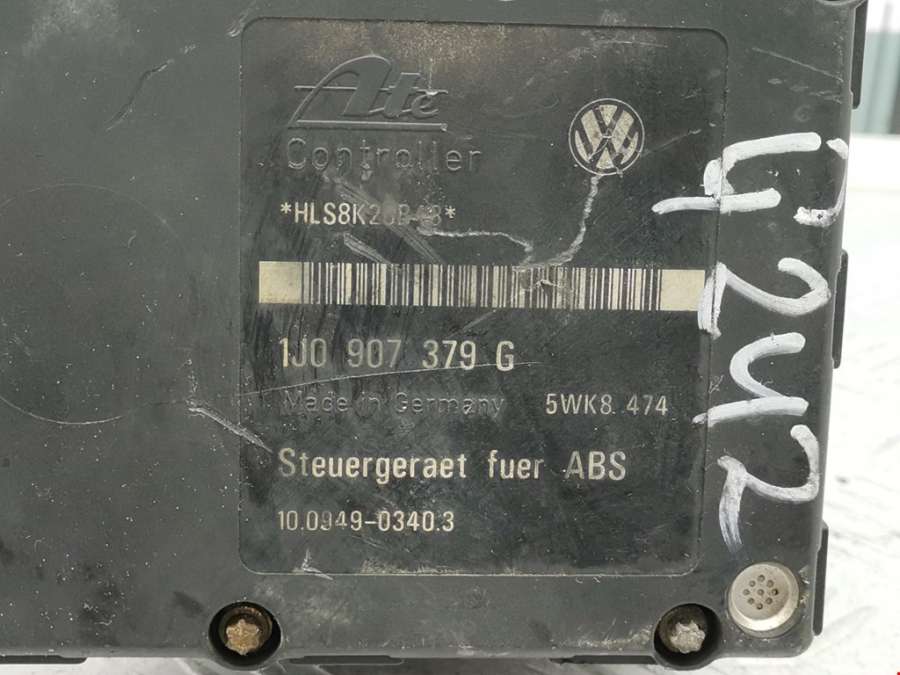 Ate
Controller
1J0 907 379 G
Made in Germany 5WK8 474
Steuergeraet fuer ABS
10.0949-0340.3
4242